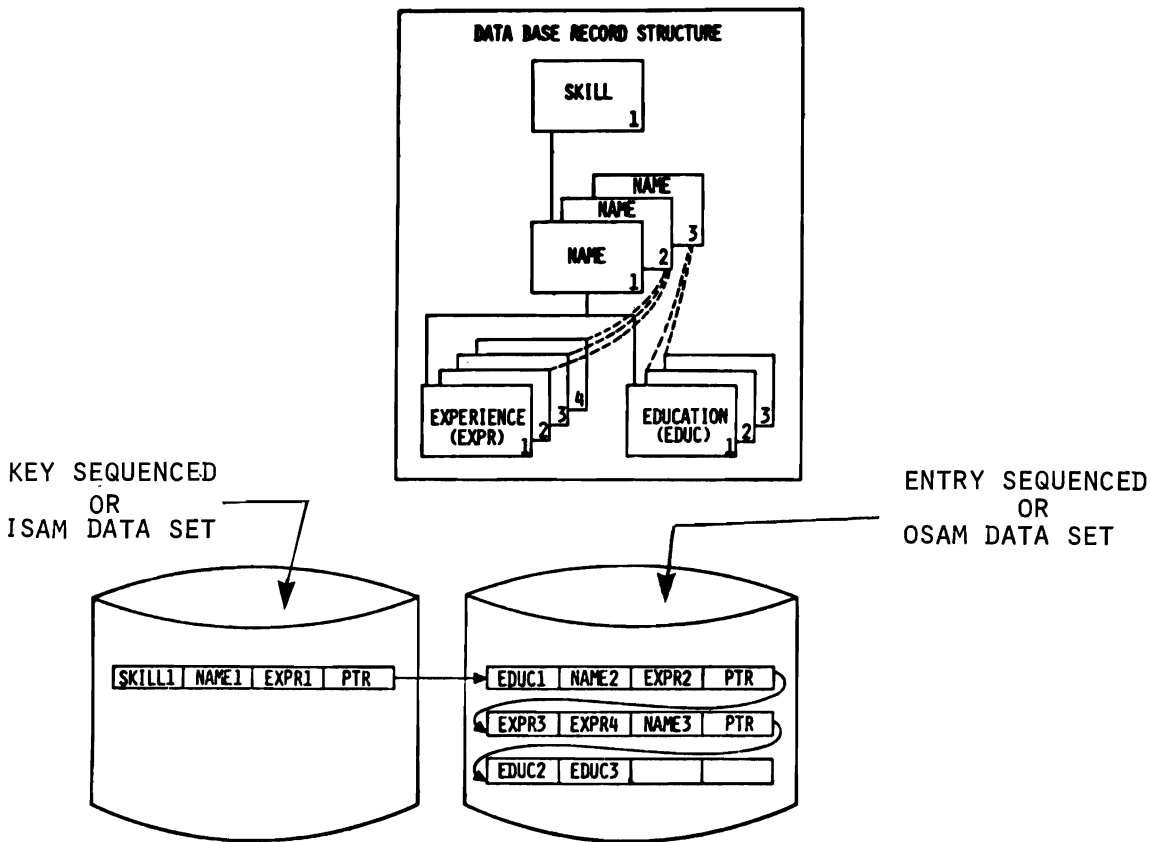 DATA BASE RECORD STRUCTURE
SKILL
1
NAME
NAME
NAME
3
2
1
EXPERIENCE
(EXPR)
1
2
3
4
EDUCATION
(EDUC)
1
2
3
KEY SEQUENCED
OR
ISAM DATA SET
ENTRY SEQUENCED
OR
OSAM DATA SET
SKILL1 NAME1 EXPR1 PTR
EDUC1 NAME2 EXPR2 PTR
EXPR3 EXPR4 NAME3 PTR
EDUC2 EDUC3